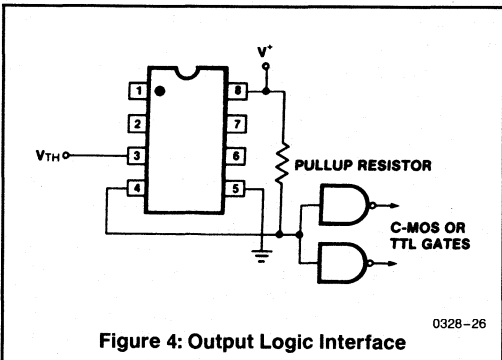 V+
1
8
2
7
VTH
3
6
PULLUP RESISTOR
4
5
C-MOS OR
TTL GATES
0328-26
Figure 4: Output Logic Interface